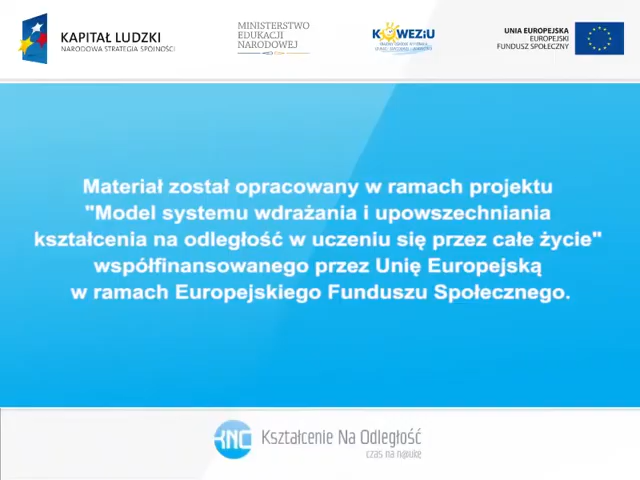 KAPITAŁ LUDZKI
NARODOWA STRATEGIA SPÓJNOŚCI
MINISTERSTWO
EDUKACJI
NARODOWEJ
KOWEZiU
UNIA EUROPEJSKA
EUROPEJSKI
FUNDUSZ SPOŁECZNY
Materiał został opracowany w ramach projektu
"Model systemu wdrażania i upowszechniania
kształcenia na odległość w uczeniu się przez całe życie"
współfinansowanego przez Unię Europejską
w ramach Europejskiego Funduszu Społecznego.
KNO Kształcenie Na Odległość
czas na n@ukę